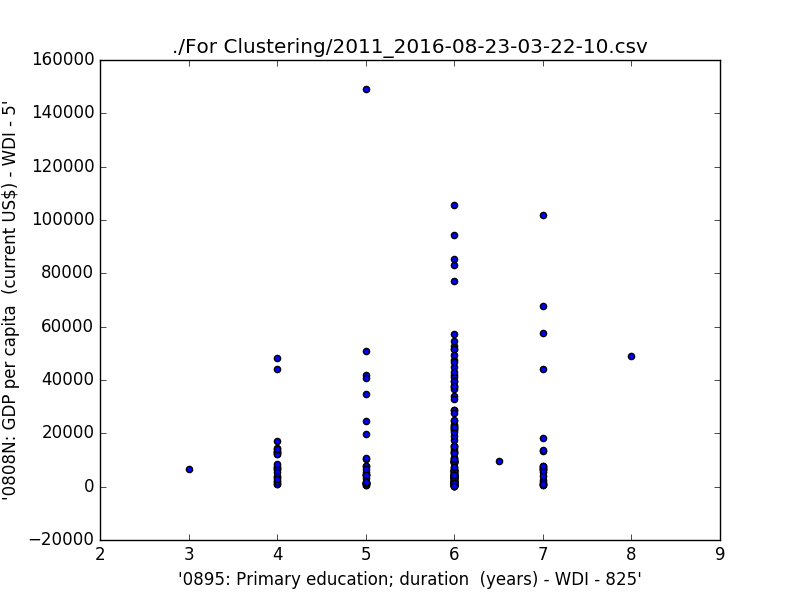 ./For Clustering/2011_2016-08-23-03-22-10.csv
160000
140000
120000
100000
80000
60000
40000
20000
0
−20000
'0808N: GDP per capita  (current US$) - WDI - 5'
2 3 4 5 6 7 8 9
'0895: Primary education; duration  (years) - WDI - 825'